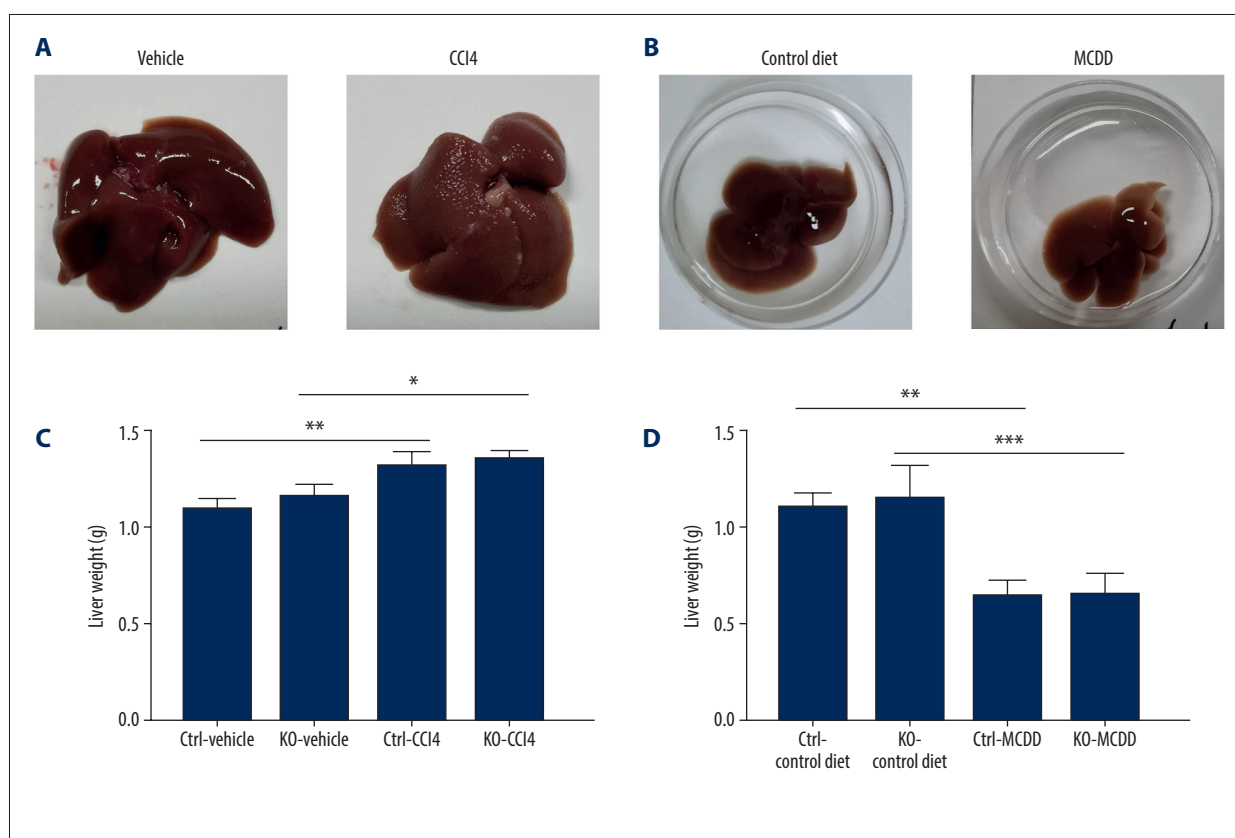 A
Vehicle
CCl4
B
Control diet
MCDD
C
Liver weight (g)
1.5
1.0
0.5
0.0
**
*
Ctrl-vehicle
KO-vehicle
Ctrl-CCl4
KO-CCl4
D
Liver weight (g)
1.5
1.0
0.5
0.0
**
***
Ctrl-
control diet
KO-
control diet
Ctrl-MCDD
KO-MCDD